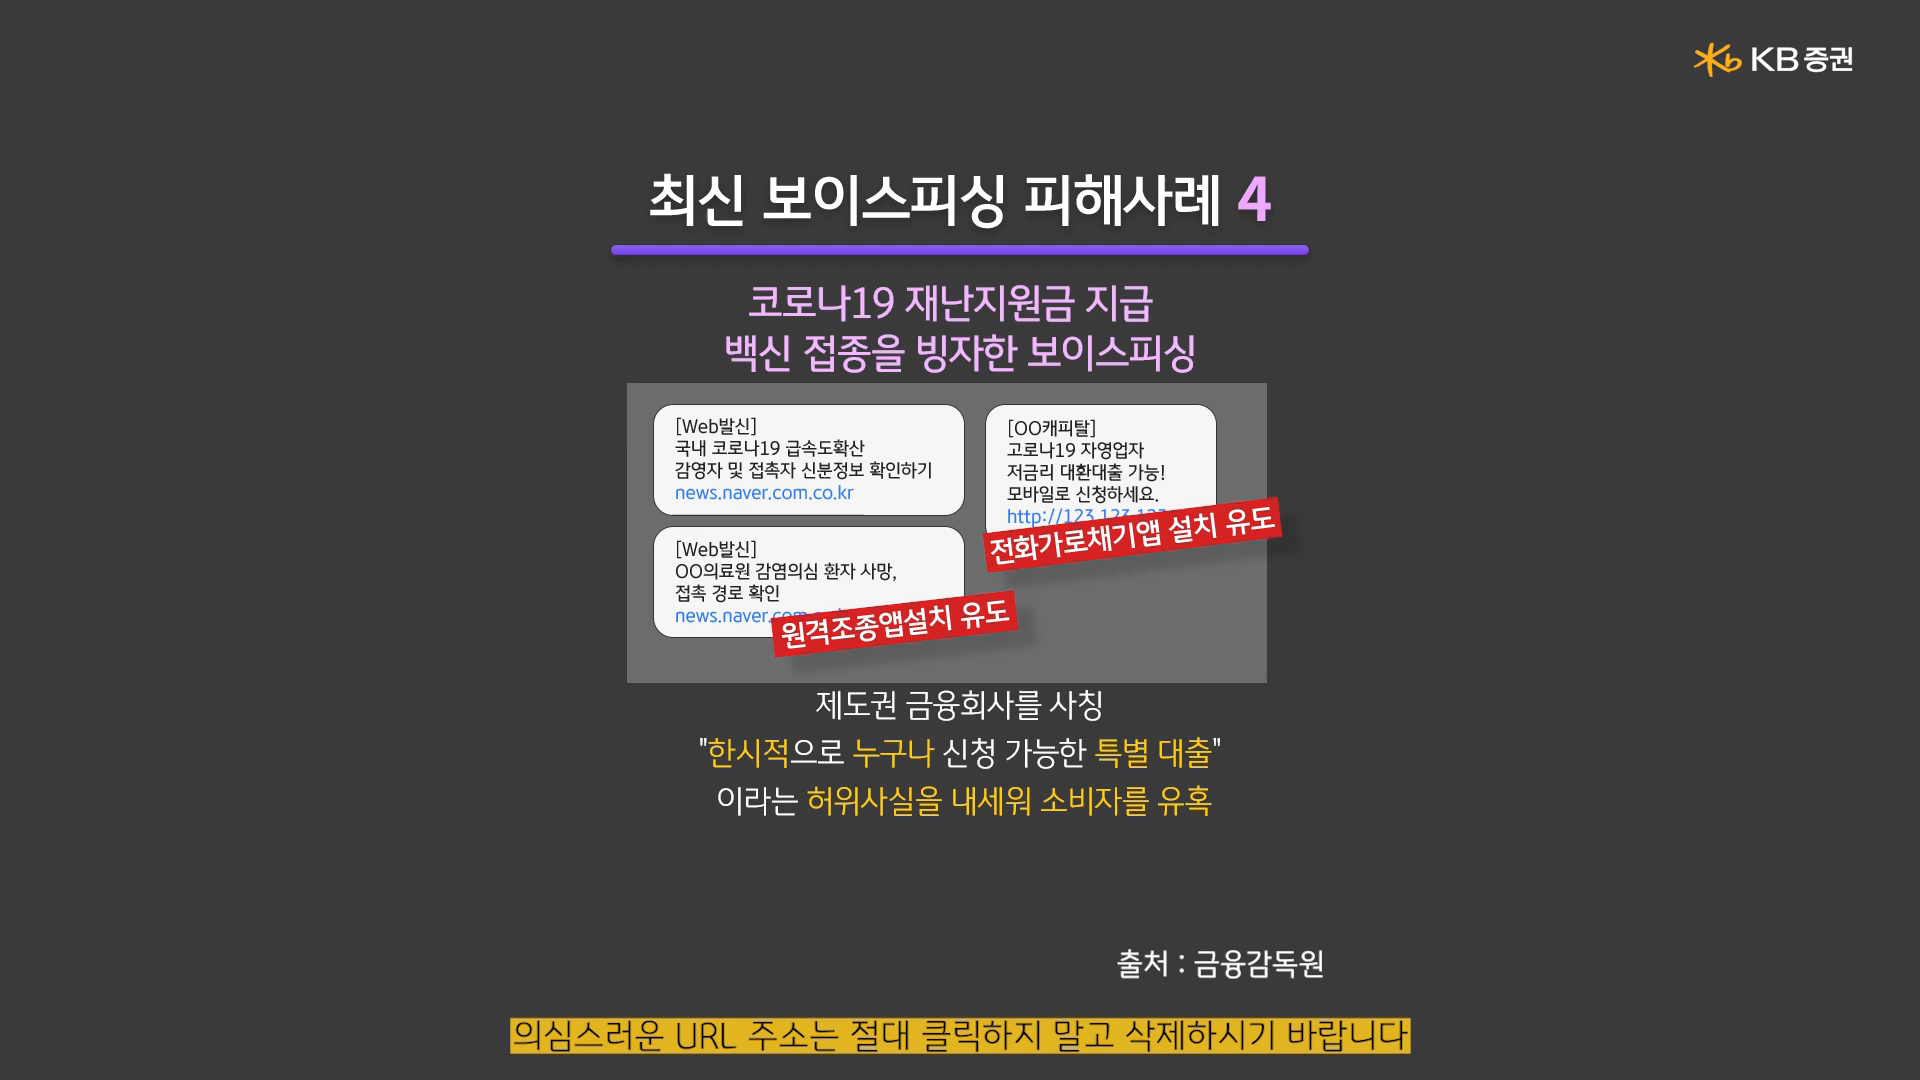 KB증권
최신 보이스피싱 피해사례 4
코로나19 재난지원금 지급
백신 접종을 빙자한 보이스피싱
[Web발신]
국내 코로나19 급속도확산
감영자 및 접촉자 신분정보 확인하기
news.naver.com.co.kr
[OO캐피탈]
고로나19 자영업자
저금리 대환대출 가능!
모바일로 신청하세요.
http://123.123.123
전화가로채기앱 설치 유도
[Web발신]
OO의료원 감염의심 환자 사망,
접촉 경로 확인
news.naver.com
원격조종앱설치 유도
제도권 금융회사를 사칭
"한시적으로 누구나 신청 가능한 특별 대출"
이라는 허위사실을 내세워 소비자를 유혹
출처 : 금융감독원
의심스러운 URL 주소는 절대 클릭하지 말고 삭제하시기 바랍니다